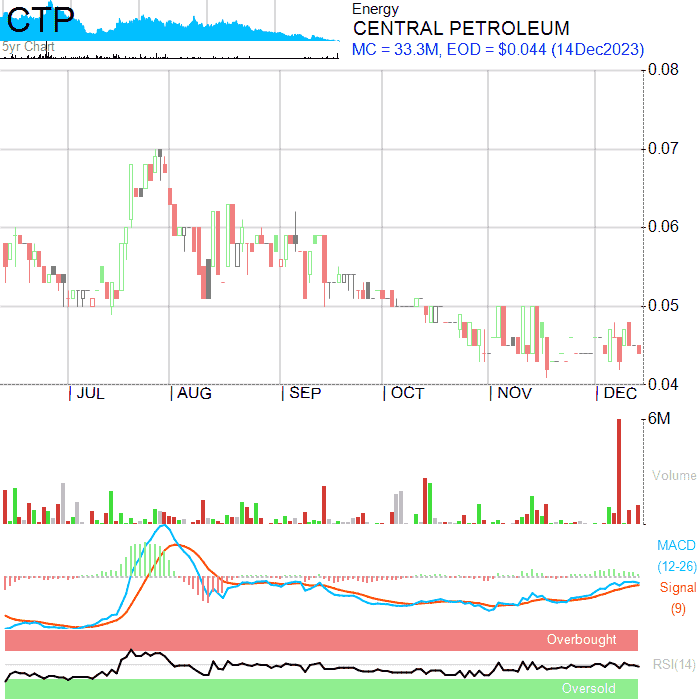 CTP
5yr Chart
Energy
CENTRAL PETROLEUM
MC = 33.3M, EOD = $0.044 (14Dec2023)
0.08
0.07
0.06
0.05
0.04
JUL
AUG
SEP
OCT
NOV
DEC
6M
Volume
MACD
(12-26)
Signal
(9)
Overbought
RSI(14)
Oversold